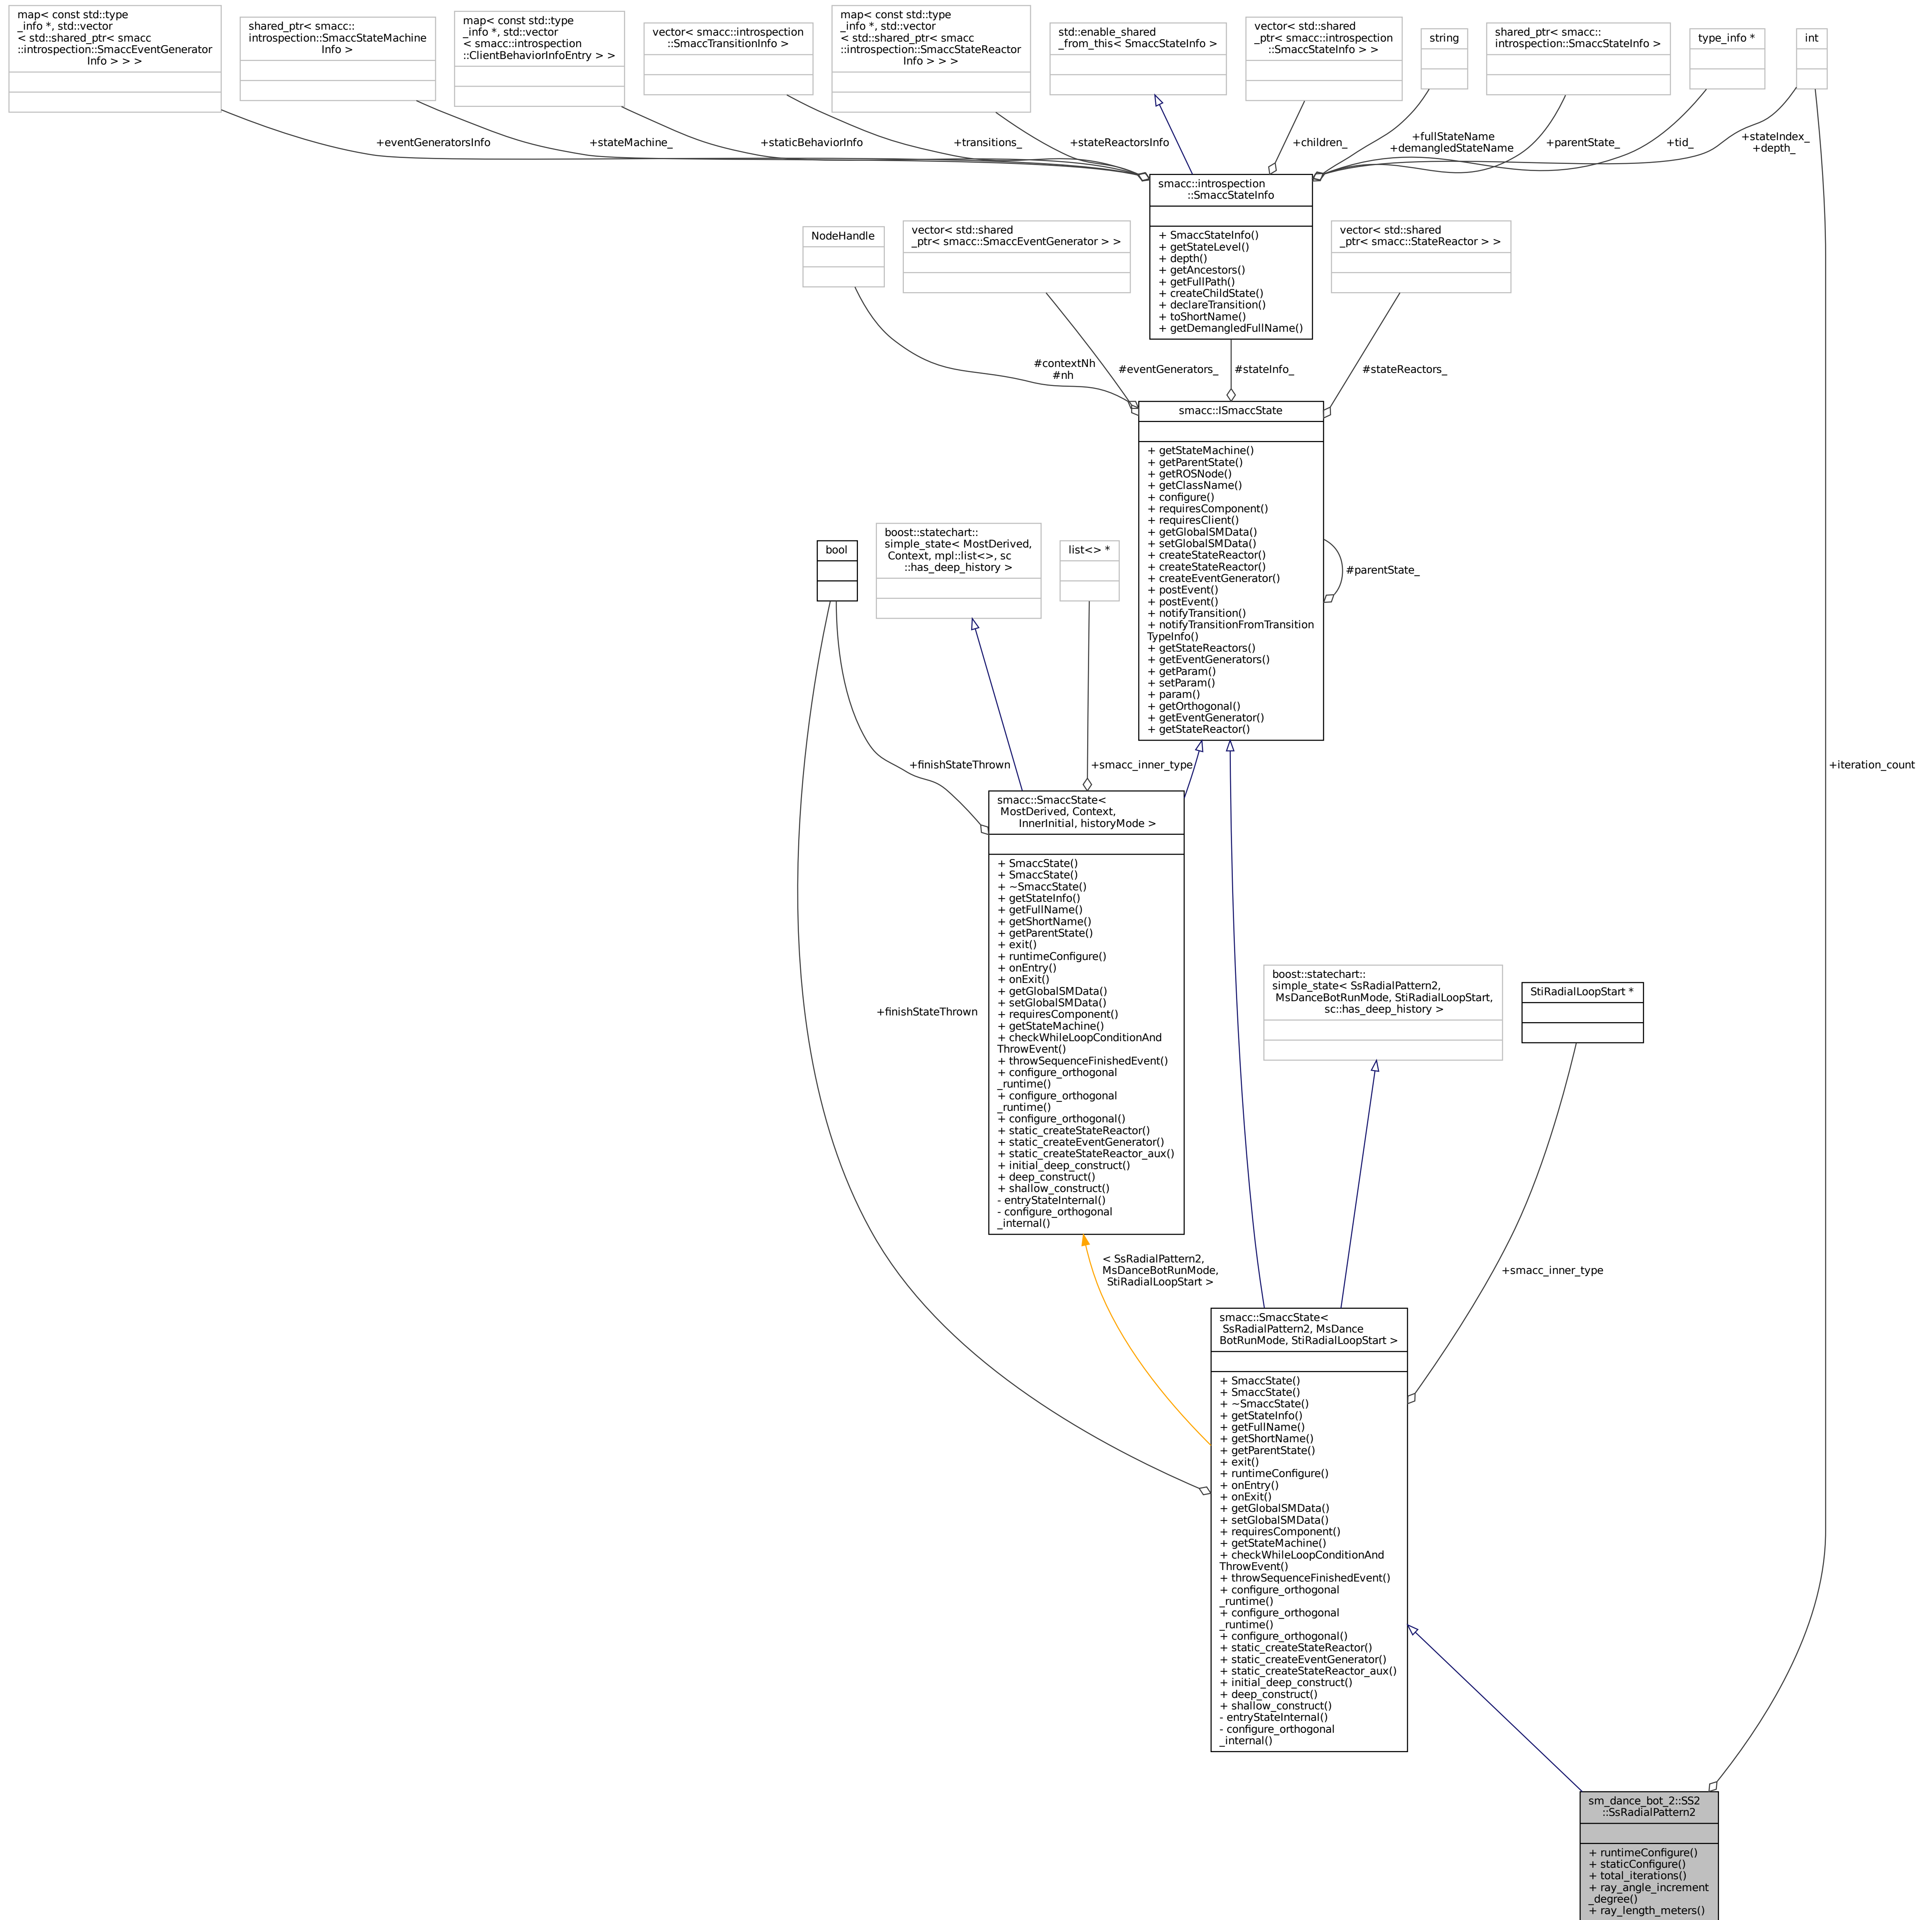 map< const std::type
_info *, std::vector
< std::shared_ptr< smacc
::introspection::SmaccEventGenerator
Info > > >
shared_ptr< smacc::
introspection::SmaccStateMachine
Info >
map< const std::type
_info *, std::vector
< smacc::introspection
::ClientBehaviorInfoEntry > >
vector< smacc::introspection
::SmaccTransitionInfo >
map< const std::type
_info *, std::vector
< std::shared_ptr< smacc
::introspection::SmaccStateReactor
Info > > >
std::enable_shared
_from_this< SmaccStateInfo >
vector< std::shared
_ptr< smacc::introspection
::SmaccStateInfo > >
string
shared_ptr< smacc::
introspection::SmaccStateInfo >
type_info *
int
+eventGeneratorsInfo
+stateMachine_
+staticBehaviorInfo
+transitions_
+stateReactorsInfo
+children_
+fullStateName
+demangledStateName
+parentState_
+tid_
+stateIndex_
+depth_
smacc::introspection
::SmaccStateInfo
+ SmaccStateInfo()
+ getStateLevel()
+ depth()
+ getAncestors()
+ getFullPath()
+ createChildState()
+ declareTransition()
+ toShortName()
+ getDemangledFullName()
NodeHandle
vector< std::shared
_ptr< smacc::SmaccEventGenerator > >
vector< std::shared
_ptr< smacc::StateReactor > >
#contextNh
#nh
#eventGenerators_
#stateInfo_
#stateReactors_
smacc::ISmaccState
+ getStateMachine()
+ getParentState()
+ getROSNode()
+ getClassName()
+ configure()
+ requiresComponent()
+ requiresClient()
+ getGlobalSMData()
+ setGlobalSMData()
+ createStateReactor()
+ createStateReactor()
+ createEventGenerator()
+ postEvent()
+ postEvent()
+ notifyTransition()
+ notifyTransitionFromTransition
TypeInfo()
+ getStateReactors()
+ getEventGenerators()
+ getParam()
+ setParam()
+ param()
+ getOrthogonal()
+ getEventGenerator()
+ getStateReactor()
#parentState_
bool
boost::statechart::
simple_state< MostDerived,
Context, mpl::list<>, sc
::has_deep_history >
list<> *
+finishStateThrown
+smacc_inner_type
+iteration_count
smacc::SmaccState<
MostDerived, Context,
InnerInitial, historyMode >
+ SmaccState()
+ SmaccState()
+ ~SmaccState()
+ getStateInfo()
+ getFullName()
+ getShortName()
+ getParentState()
+ exit()
+ runtimeConfigure()
+ onEntry()
+ onExit()
+ getGlobalSMData()
+ setGlobalSMData()
+ requiresComponent()
+ getStateMachine()
+ checkWhileLoopConditionAnd
ThrowEvent()
+ throwSequenceFinishedEvent()
+ configure_orthogonal
_runtime()
+ configure_orthogonal
_runtime()
+ configure_orthogonal()
+ static_createStateReactor()
+ static_createEventGenerator()
+ static_createStateReactor_aux()
+ initial_deep_construct()
+ deep_construct()
+ shallow_construct()
- entryStateInternal()
- configure_orthogonal
_internal()
+finishStateThrown
boost::statechart::
simple_state< SsRadialPattern2,
MsDanceBotRunMode, StiRadialLoopStart,
sc::has_deep_history >
StiRadialLoopStart *
< SsRadialPattern2,
MsDanceBotRunMode,
StiRadialLoopStart >
+smacc_inner_type
smacc::SmaccState<
SsRadialPattern2, MsDance
BotRunMode, StiRadialLoopStart >
+ SmaccState()
+ SmaccState()
+ ~SmaccState()
+ getStateInfo()
+ getFullName()
+ getShortName()
+ getParentState()
+ exit()
+ runtimeConfigure()
+ onEntry()
+ onExit()
+ getGlobalSMData()
+ setGlobalSMData()
+ requiresComponent()
+ getStateMachine()
+ checkWhileLoopConditionAnd
ThrowEvent()
+ throwSequenceFinishedEvent()
+ configure_orthogonal
_runtime()
+ configure_orthogonal
_runtime()
+ configure_orthogonal()
+ static_createStateReactor()
+ static_createEventGenerator()
+ static_createStateReactor_aux()
+ initial_deep_construct()
+ deep_construct()
+ shallow_construct()
- entryStateInternal()
- configure_orthogonal
_internal()
sm_dance_bot_2::SS2
::SsRadialPattern2
+ runtimeConfigure()
+ staticConfigure()
+ total_iterations()
+ ray_angle_increment
_degree()
+ ray_length_meters()